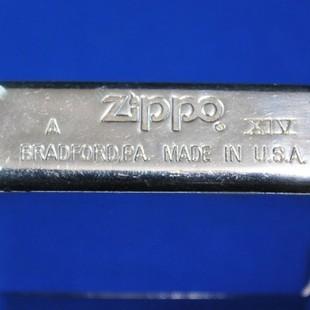 A Zippo® XIV
BRADFORD,PA. MADE IN U.S.A.